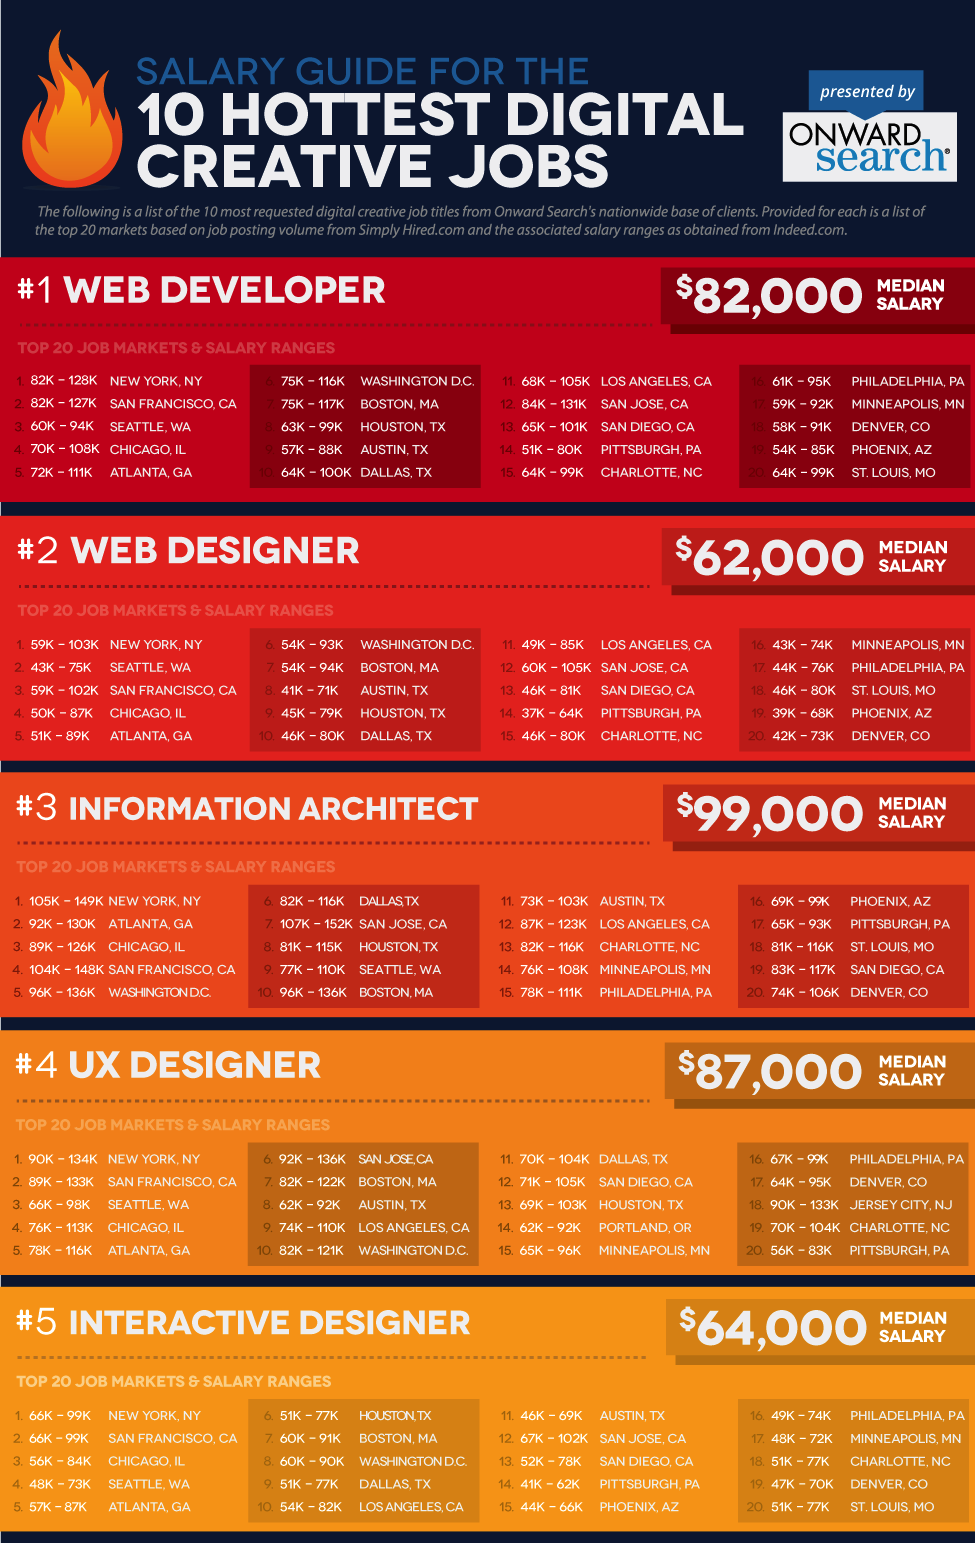 SALARY GUIDE FOR THE
10 HOTTEST DIGITAL
CREATIVE JOBS
presented by
ONWARD
search®
The following is a list of the 10 most requested digital creative job titles from Onward Search's nationwide base of clients. Provided for each is a list of
the top 20 markets based on job posting volume from Simply Hired.com and the associated salary ranges as obtained from Indeed.com.
#1 WEB DEVELOPER
$82,000 MEDIAN SALARY
TOP 20 JOB MARKETS & SALARY RANGES
1. 82K – 128K NEW YORK, NY
2. 82K – 127K SAN FRANCISCO, CA
3. 60K – 94K SEATTLE, WA
4. 70K – 108K CHICAGO, IL
5. 72K – 111K ATLANTA, GA
6. 75K – 116K WASHINGTON D.C.
7. 75K – 117K BOSTON, MA
8. 63K – 99K HOUSTON, TX
9. 57K – 88K AUSTIN, TX
10. 64K – 100K DALLAS, TX
11. 68K – 105K LOS ANGELES, CA
12. 84K – 131K SAN JOSE, CA
13. 65K – 101K SAN DIEGO, CA
14. 51K – 80K PITTSBURGH, PA
15. 64K – 99K CHARLOTTE, NC
16. 61K – 95K PHILADELPHIA, PA
17. 59K – 92K MINNEAPOLIS, MN
18. 58K – 91K DENVER, CO
19. 54K – 85K PHOENIX, AZ
20. 64K – 99K ST. LOUIS, MO
#2 WEB DESIGNER
$62,000 MEDIAN SALARY
TOP 20 JOB MARKETS & SALARY RANGES
1. 59K – 103K NEW YORK, NY
2. 43K – 75K SEATTLE, WA
3. 59K – 102K SAN FRANCISCO, CA
4. 50K – 87K CHICAGO, IL
5. 51K – 89K ATLANTA, GA
6. 54K – 93K WASHINGTON D.C.
7. 54K – 94K BOSTON, MA
8. 41K – 71K AUSTIN, TX
9. 45K – 79K HOUSTON, TX
10. 46K – 80K DALLAS, TX
11. 49K – 85K LOS ANGELES, CA
12. 60K – 105K SAN JOSE, CA
13. 46K – 81K SAN DIEGO, CA
14. 37K – 64K PITTSBURGH, PA
15. 46K – 80K CHARLOTTE, NC
16. 43K – 74K MINNEAPOLIS, MN
17. 44K – 76K PHILADELPHIA, PA
18. 46K – 80K ST. LOUIS, MO
19. 39K – 68K PHOENIX, AZ
20. 42K – 73K DENVER, CO
#3 INFORMATION ARCHITECT
$99,000 MEDIAN SALARY
TOP 20 JOB MARKETS & SALARY RANGES
1. 105K – 149K NEW YORK, NY
2. 92K – 130K ATLANTA, GA
3. 89K – 126K CHICAGO, IL
4. 104K – 148K SAN FRANCISCO, CA
5. 96K – 136K WASHINGTON D.C.
6. 82K – 116K DALLAS, TX
7. 107K – 152K SAN JOSE, CA
8. 81K – 115K HOUSTON, TX
9. 77K – 110K SEATTLE, WA
10. 96K – 136K BOSTON, MA
11. 73K – 103K AUSTIN, TX
12. 87K – 123K LOS ANGELES, CA
13. 82K – 116K CHARLOTTE, NC
14. 76K – 108K MINNEAPOLIS, MN
15. 78K – 111K PHILADELPHIA, PA
16. 69K – 99K PHOENIX, AZ
17. 65K – 93K PITTSBURGH, PA
18. 81K – 116K ST. LOUIS, MO
19. 83K – 117K SAN DIEGO, CA
20. 74K – 106K DENVER, CO
#4 UX DESIGNER
$87,000 MEDIAN SALARY
TOP 20 JOB MARKETS & SALARY RANGES
1. 90K – 134K NEW YORK, NY
2. 89K – 133K SAN FRANCISCO, CA
3. 66K – 98K SEATTLE, WA
4. 76K – 113K CHICAGO, IL
5. 78K – 116K ATLANTA, GA
6. 92K – 136K SAN JOSE, CA
7. 82K – 122K BOSTON, MA
8. 62K – 92K AUSTIN, TX
9. 74K – 110K LOS ANGELES, CA
10. 82K – 121K WASHINGTON D.C.
11. 70K – 104K DALLAS, TX
12. 71K – 105K SAN DIEGO, CA
13. 69K – 103K HOUSTON, TX
14. 62K – 92K PORTLAND, OR
15. 65K – 96K MINNEAPOLIS, MN
16. 67K – 99K PHILADELPHIA, PA
17. 64K – 95K DENVER, CO
18. 90K – 133K JERSEY CITY, NJ
19. 70K – 104K CHARLOTTE, NC
20. 56K – 83K PITTSBURGH, PA
#5 INTERACTIVE DESIGNER
$64,000 MEDIAN SALARY
TOP 20 JOB MARKETS & SALARY RANGES
1. 66K – 99K NEW YORK, NY
2. 66K – 99K SAN FRANCISCO, CA
3. 56K – 84K CHICAGO, IL
4. 48K – 73K SEATTLE, WA
5. 57K – 87K ATLANTA, GA
6. 51K – 77K HOUSTON, TX
7. 60K – 91K BOSTON, MA
8. 60K – 90K WASHINGTON D.C.
9. 51K – 77K DALLAS, TX
10. 54K – 82K LOS ANGELES, CA
11. 46K – 69K AUSTIN, TX
12. 67K – 102K SAN JOSE, CA
13. 52K – 78K SAN DIEGO, CA
14. 41K – 62K PITTSBURGH, PA
15. 44K – 66K PHOENIX, AZ
16. 49K – 74K PHILADELPHIA, PA
17. 48K – 72K MINNEAPOLIS, MN
18. 51K – 77K CHARLOTTE, NC
19. 47K – 70K DENVER, CO
20. 51K – 77K ST. LOUIS, MO